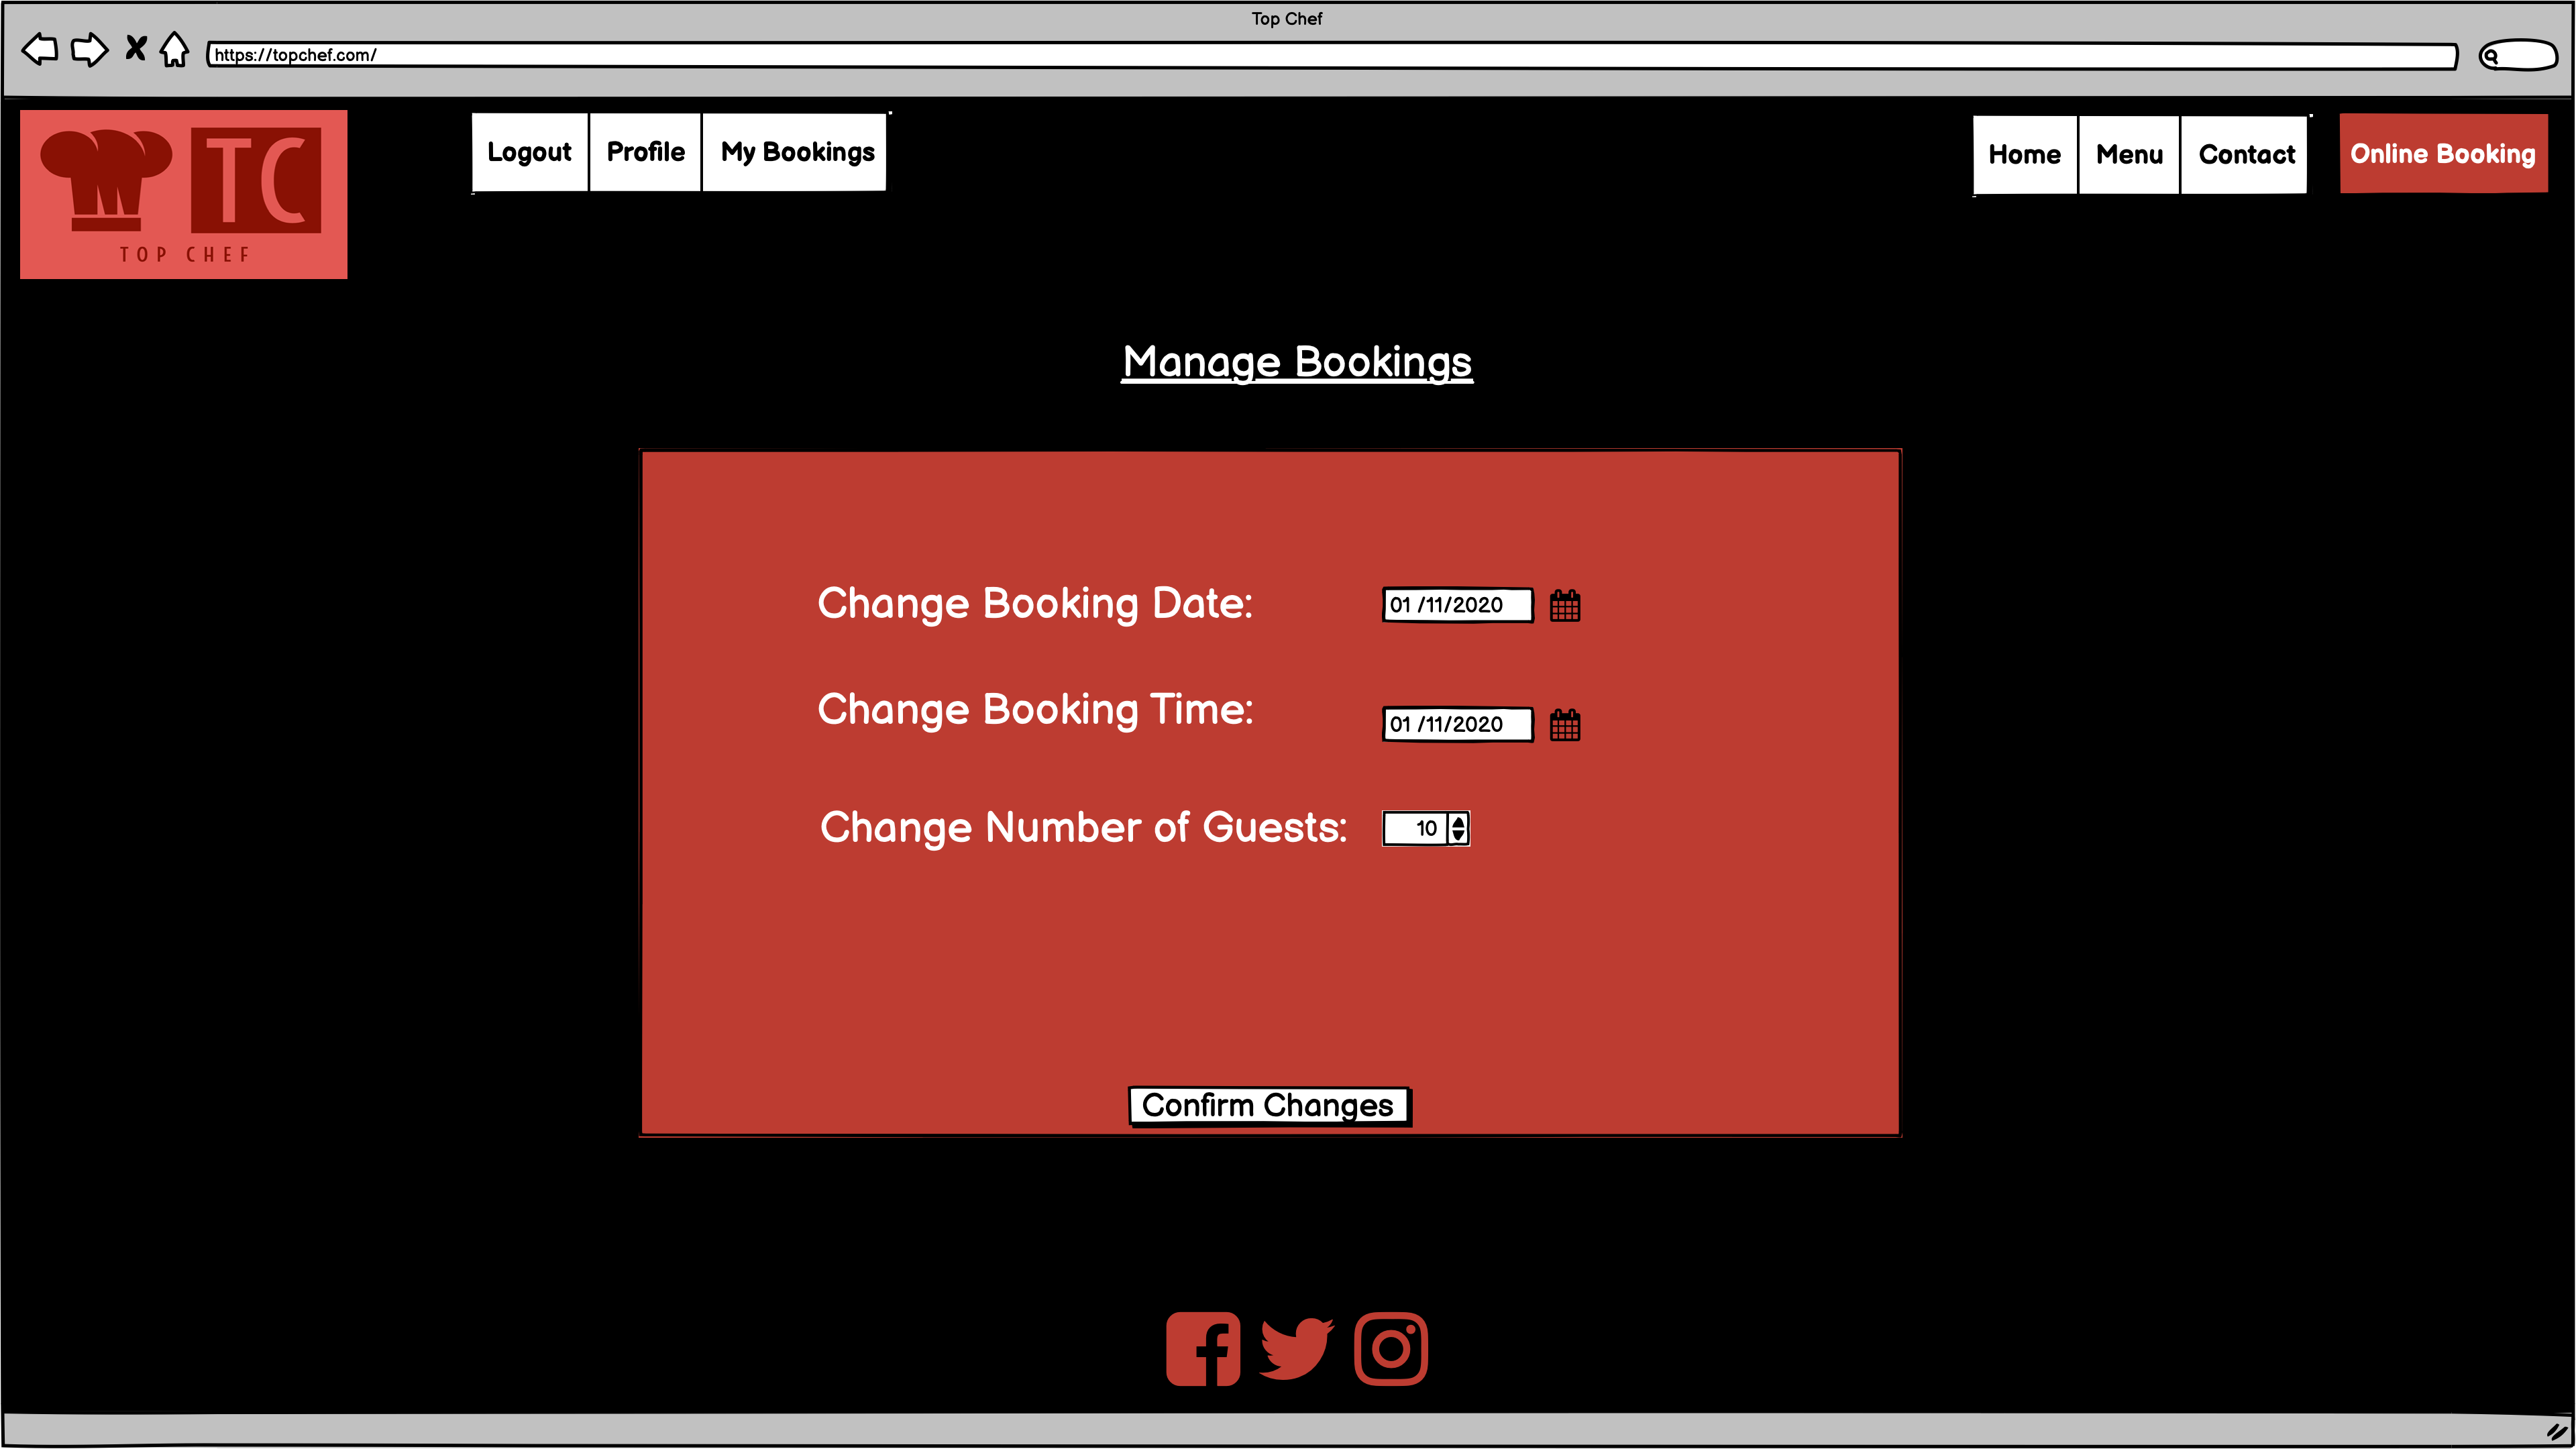 Top Chef
https://topchef.com/
TC
TOP CHEF
Logout Profile My Bookings
Home Menu Contact Online Booking
Manage Bookings
Change Booking Date: 01 /11/2020
Change Booking Time: 01 /11/2020
Change Number of Guests: 10
Confirm Changes